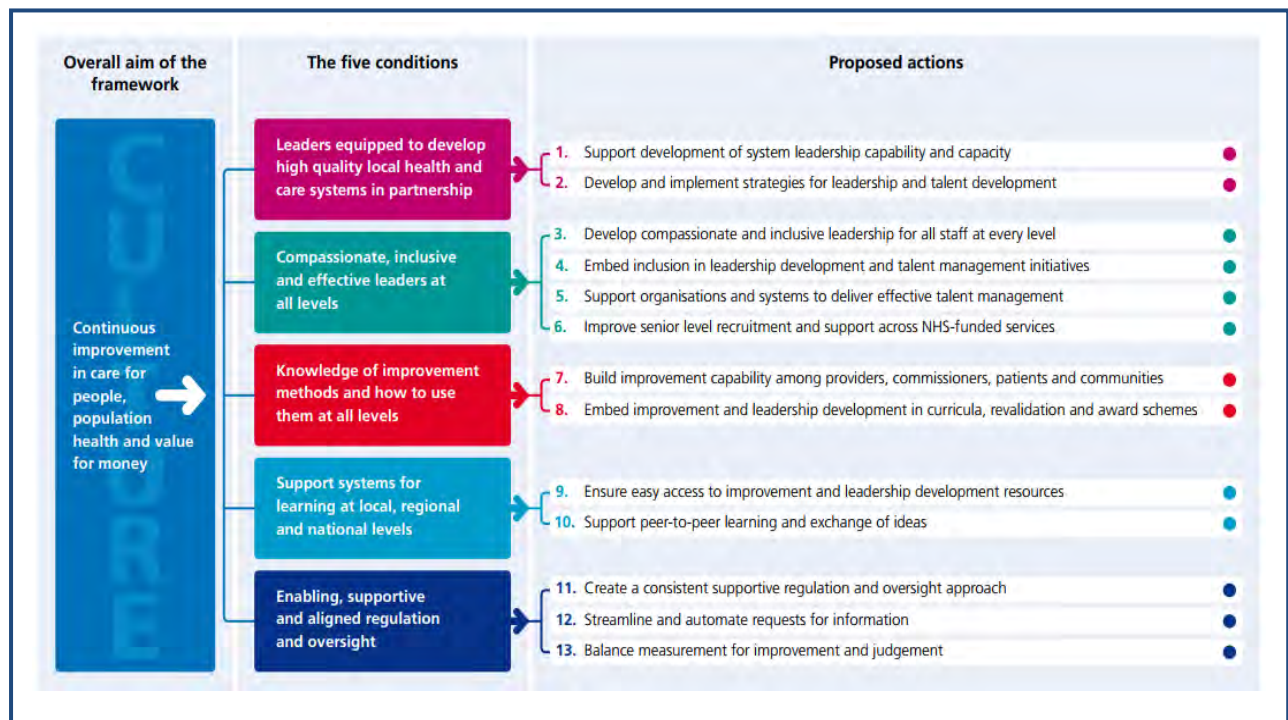 Overall aim of the
framework
The five conditions
Proposed actions
CULTURE
Continuous
improvement
in care for
people,
population
health and value
for money
Leaders equipped to develop
high quality local health and
care systems in partnership
1. Support development of system leadership capability and capacity
2. Develop and implement strategies for leadership and talent development
Compassionate, inclusive
and effective leaders at
all levels
3. Develop compassionate and inclusive leadership for all staff at every level
4. Embed inclusion in leadership development and talent management initiatives
5. Support organisations and systems to deliver effective talent management
6. Improve senior level recruitment and support across NHS-funded services
Knowledge of improvement
methods and how to use
them at all levels
7. Build improvement capability among providers, commissioners, patients and communities
8. Embed improvement and leadership development in curricula, revalidation and award schemes
Support systems for
learning at local, regional
and national levels
9. Ensure easy access to improvement and leadership development resources
10. Support peer-to-peer learning and exchange of ideas
Enabling, supportive
and aligned regulation
and oversight
11. Create a consistent supportive regulation and oversight approach
12. Streamline and automate requests for information
13. Balance measurement for improvement and judgement